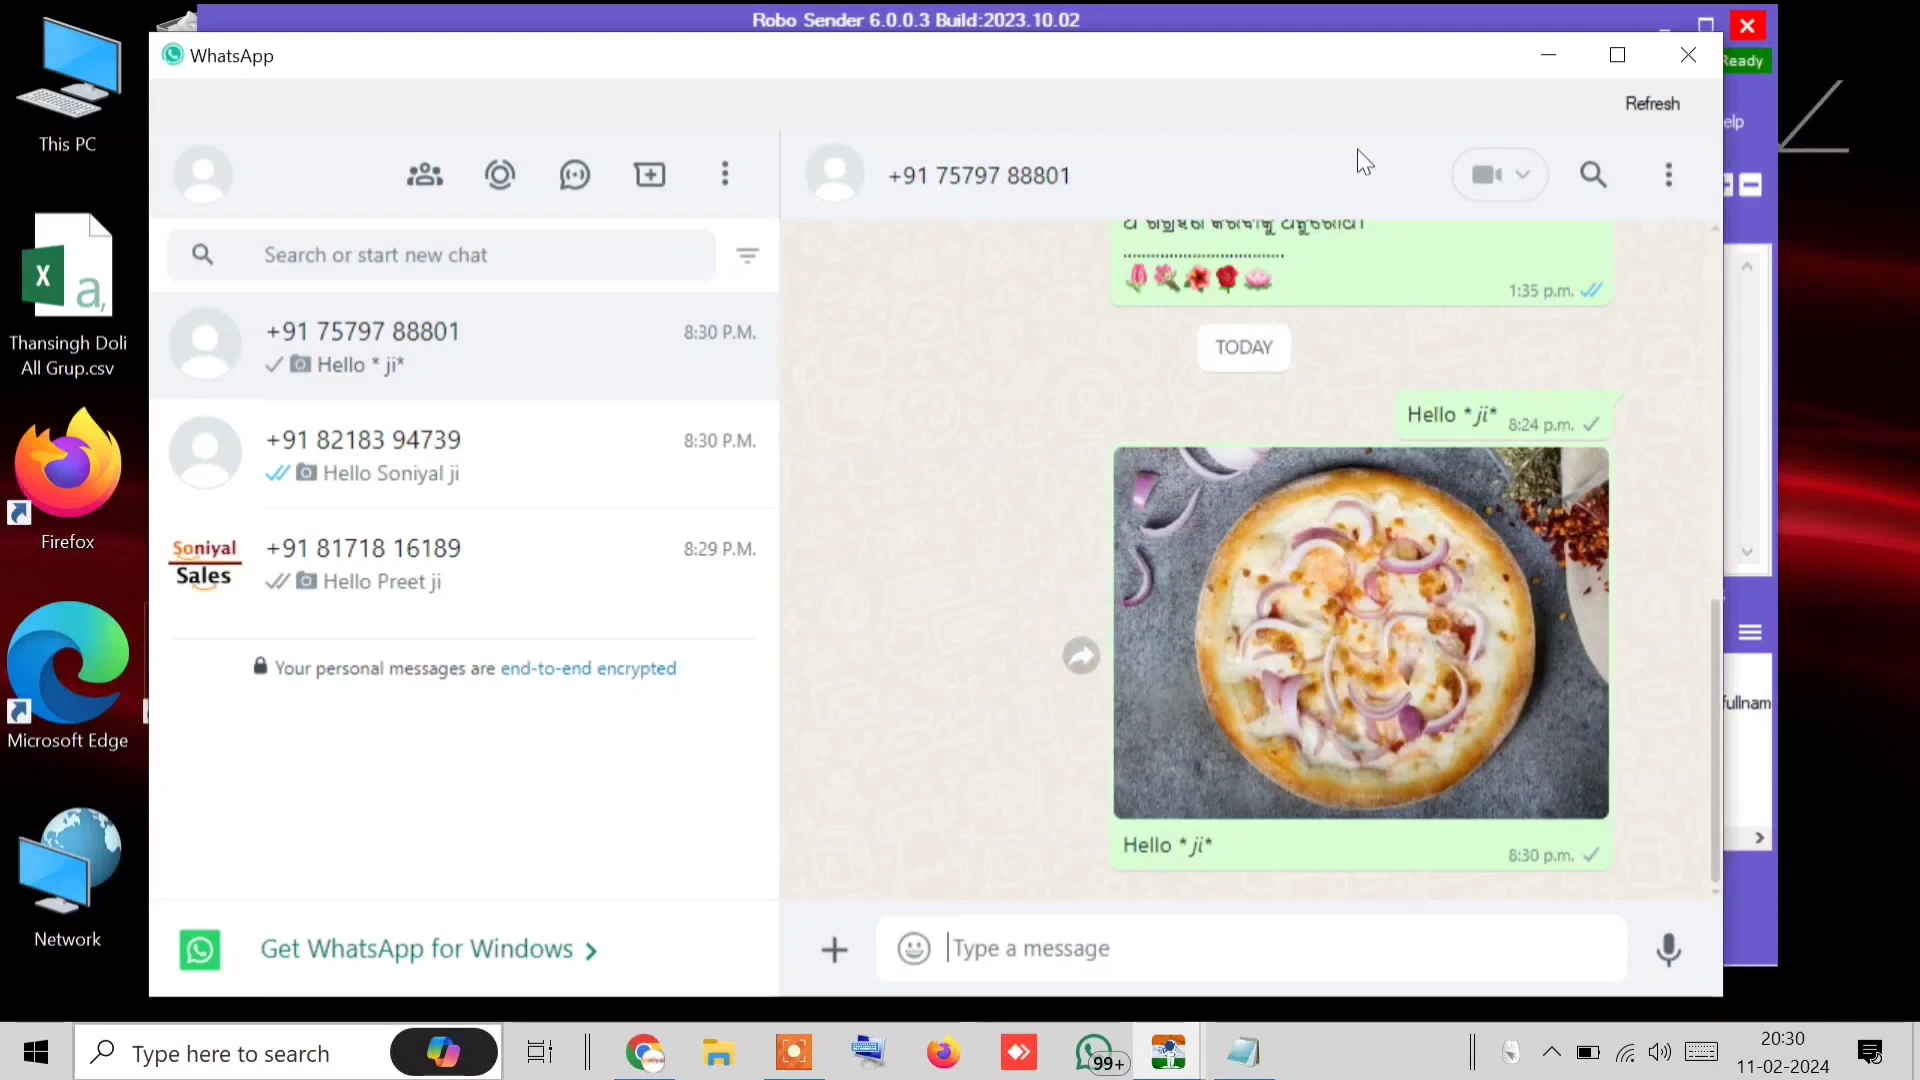 Robo Sender 6.0.0.3 Build:2023.10.02
WhatsApp
Ready
Refresh
elp
This PC
+91 75797 88801
Search or start new chat
1:35 p.m.
+91 75797 88801
8:30 P.M.
Hello * ji*
TODAY
Thansingh Doli
All Grup.csv
Hello *ji*
8:24 p.m.
+91 82183 94739
8:30 P.M.
Hello Soniyal ji
Firefox
Soniyal
Sales
+91 81718 16189
8:29 P.M.
Hello Preet ji
Your personal messages are end-to-end encrypted
fullnam
Microsoft Edge
Hello *ji*
8:30 p.m.
Network
Get WhatsApp for Windows
Type a message
Type here to search
99+
20:30
11-02-2024